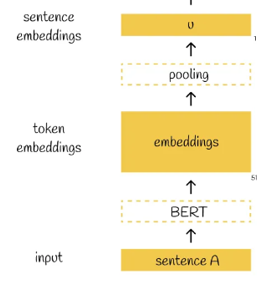 sentence
embeddings
u
pooling
token
embeddings
embeddings
BERT
input
sentence A